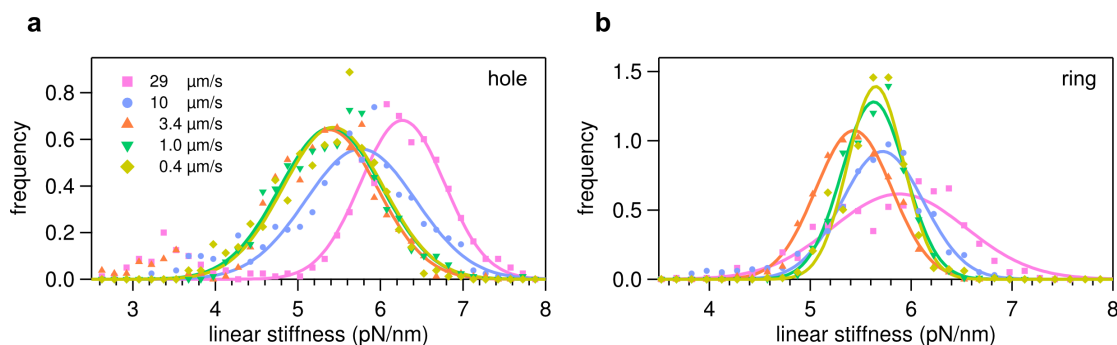 a
hole
29 µm/s
10 µm/s
3.4 µm/s
1.0 µm/s
0.4 µm/s
frequency
0.8
0.6
0.4
0.2
0.0
3 4 5 6 7 8
linear stiffness (pN/nm)
b
ring
frequency
1.5
1.0
0.5
0.0
4 5 6 7 8
linear stiffness (pN/nm)